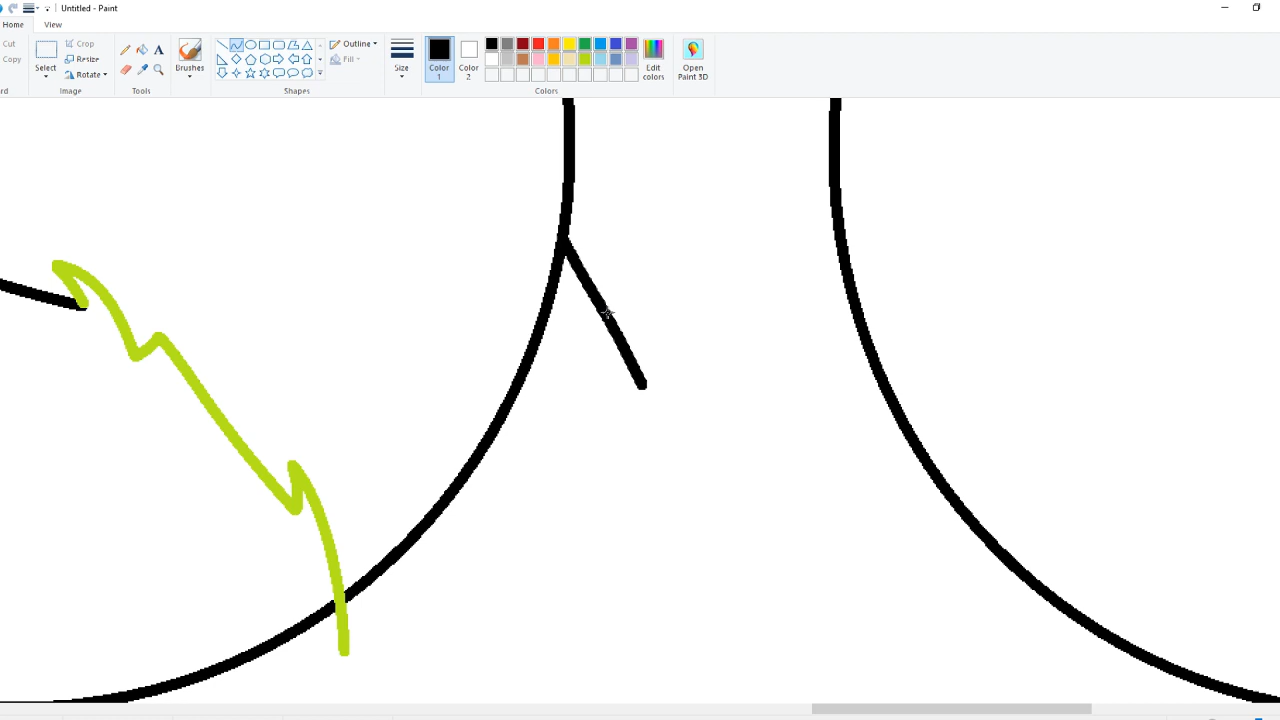 Untitled - Paint
Home View
Cut
Copy
Select
Crop
Resize
Rotate
Image
Tools
Brushes
Outline
Fill
Shapes
Size
Color 1
Color 2
Colors
Edit colors
Open Paint 3D